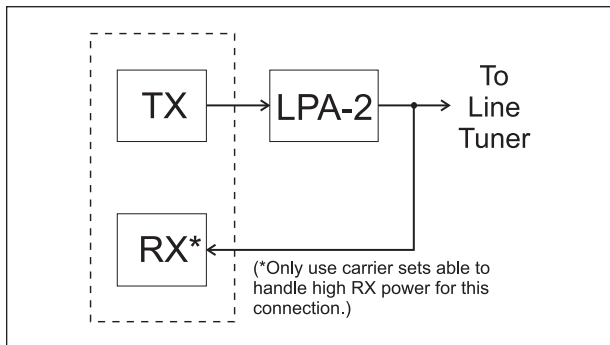 TX
LPA-2
To
Line
Tuner
RX*
(*Only use carrier sets able to
handle high RX power for this
connection.)